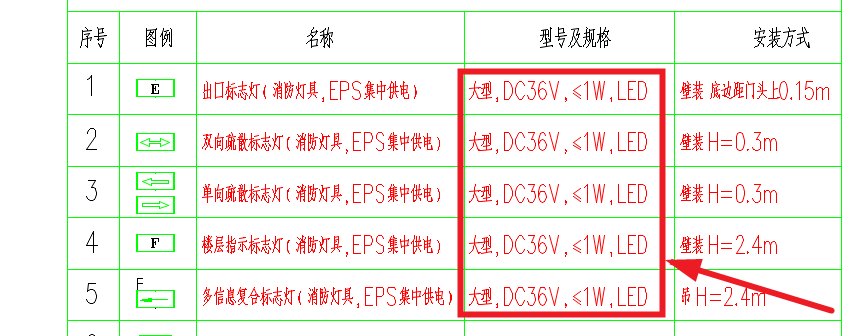 序号 图例 名称 型号及规格 安装方式
1 E 出口标志灯(消防灯具,EPS集中供电) 大型,DC36V,≤1W,LED 壁装 底边距门头上0.15m
2 双向疏散标志灯(消防灯具,EPS集中供电) 大型,DC36V,≤1W,LED 壁装 H=0.3m
3 单向疏散标志灯(消防灯具,EPS集中供电) 大型,DC36V,≤1W,LED 壁装 H=0.3m
4 F 楼层指示标志灯(消防灯具,EPS集中供电) 大型,DC36V,≤1W,LED 壁装 H=2.4m
5 F 多信息复合标志灯(消防灯具,EPS集中供电) 大型,DC36V,≤1W,LED 吊 H=2.4m